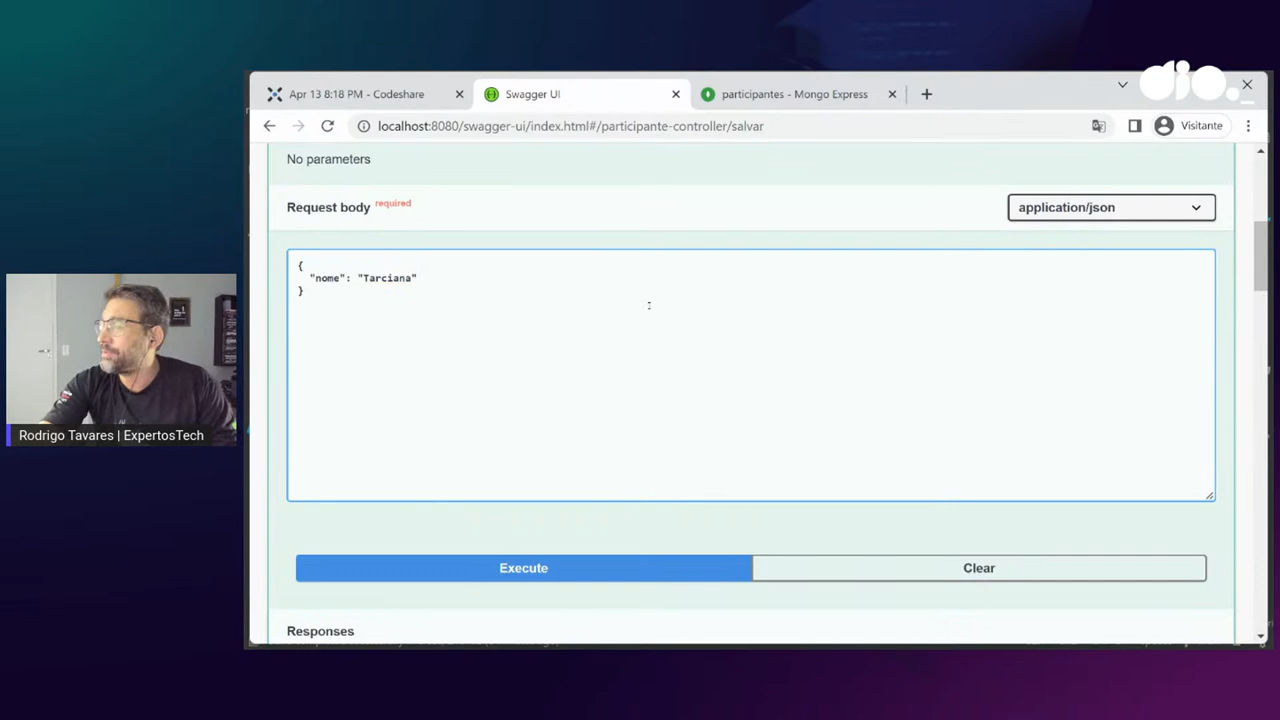 dio.
Apr 13 8:18 PM - Codeshare
Swagger UI
participantes - Mongo Express
localhost:8080/swagger-ui/index.html#/participante-controller/salvar
Visitante
No parameters
Request body required
application/json
{
"nome": "Tarciana"
}
Execute
Clear
Responses
Rodrigo Tavares | ExpertosTech